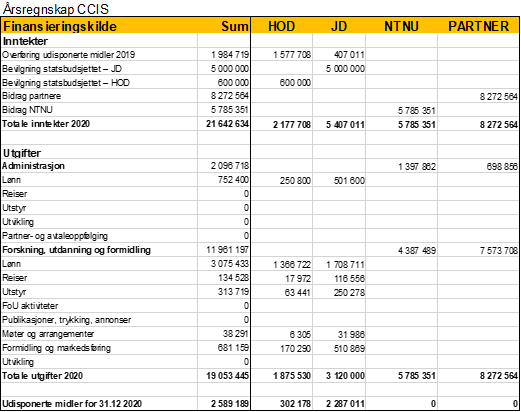 Årsregnskap CCIS
Finansieringskilde Sum HOD JD NTNU PARTNER
Inntekter
Overføring udisponerte midler 2019 1 984 719 1 577 708 407 011
Bevilgning statsbudsjettet – JD 5 000 000 5 000 000
Bevilgning statsbudsjettet – HOD 600 000 600 000
Bidrag partnere 8 272 564 8 272 564
Bidrag NTNU 5 785 351 5 785 351
Totale inntekter 2020 21 642 634 2 177 708 5 407 011 5 785 351 8 272 564
Utgifter
Administrasjon 2 096 718 1 397 862 698 856
Lønn 752 400 250 800 501 600
Reiser 0
Utstyr 0
Utvikling 0
Partner- og avtaleoppfølging 0
Forskning, utdanning og formidling 11 961 197 4 387 489 7 573 708
Lønn 3 075 433 1 366 722 1 708 711
Reiser 134 528 17 972 116 556
Utstyr 313 719 63 441 250 278
FoU aktiviteter 0
Publikasjoner, trykking, annonser 0
Møter og arrangementer 38 291 6 305 31 986
Formidling og markedsføring 681 159 170 290 510 869
Utvikling 0
Totale utgifter 2020 19 053 445 1 875 530 3 120 000 5 785 351 8 272 564
Udisponerte midler for 31.12 2020 2 589 189 302 178 2 287 011 0 0